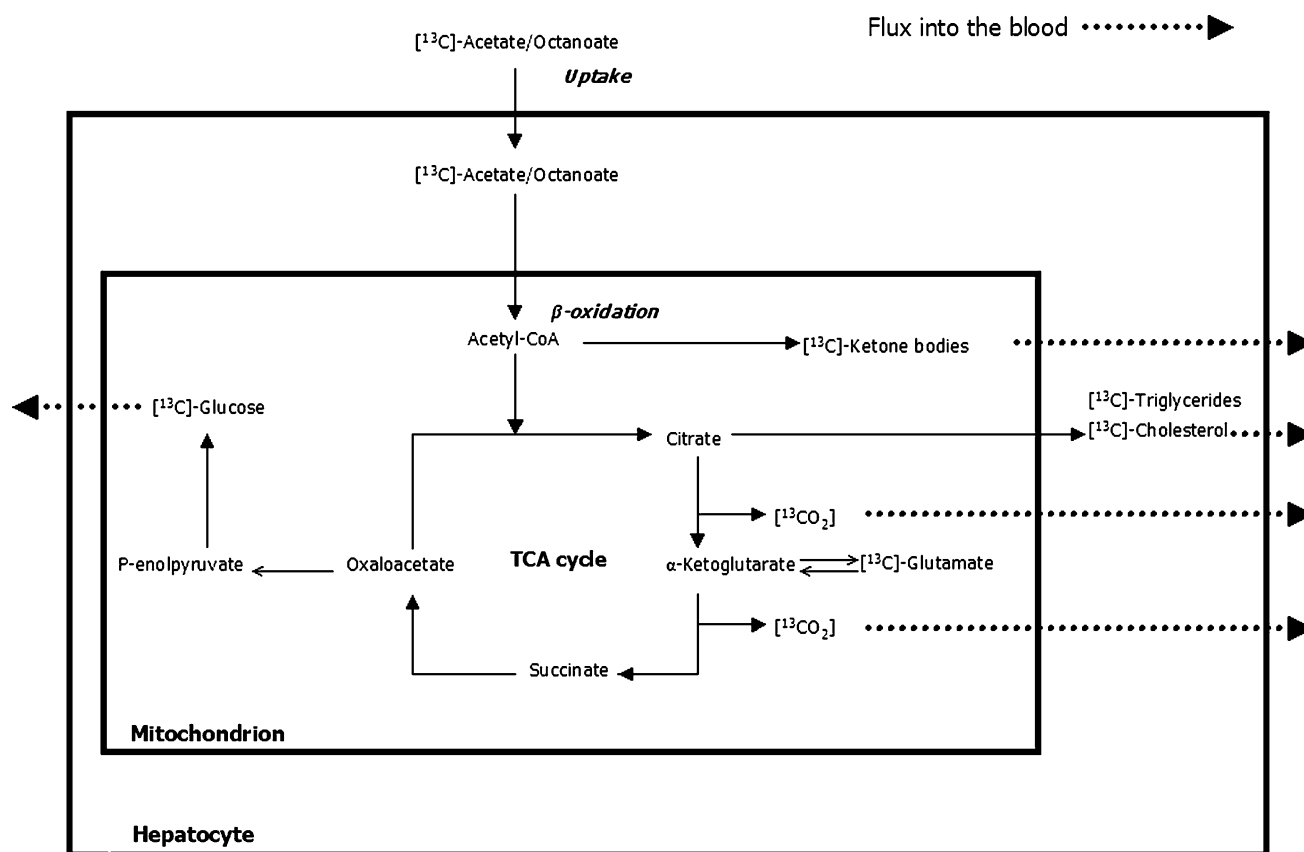 Flux into the blood
[¹³C]-Acetate/Octanoate
Uptake
[¹³C]-Acetate/Octanoate
β-oxidation
Acetyl-CoA
[¹³C]-Ketone bodies
[¹³C]-Glucose
[¹³C]-Triglycerides
[¹³C]-Cholesterol
Citrate
[¹³CO₂]
P-enolpyruvate
Oxaloacetate
TCA cycle
α-Ketoglutarate
[¹³C]-Glutamate
[¹³CO₂]
Succinate
Mitochondrion
Hepatocyte